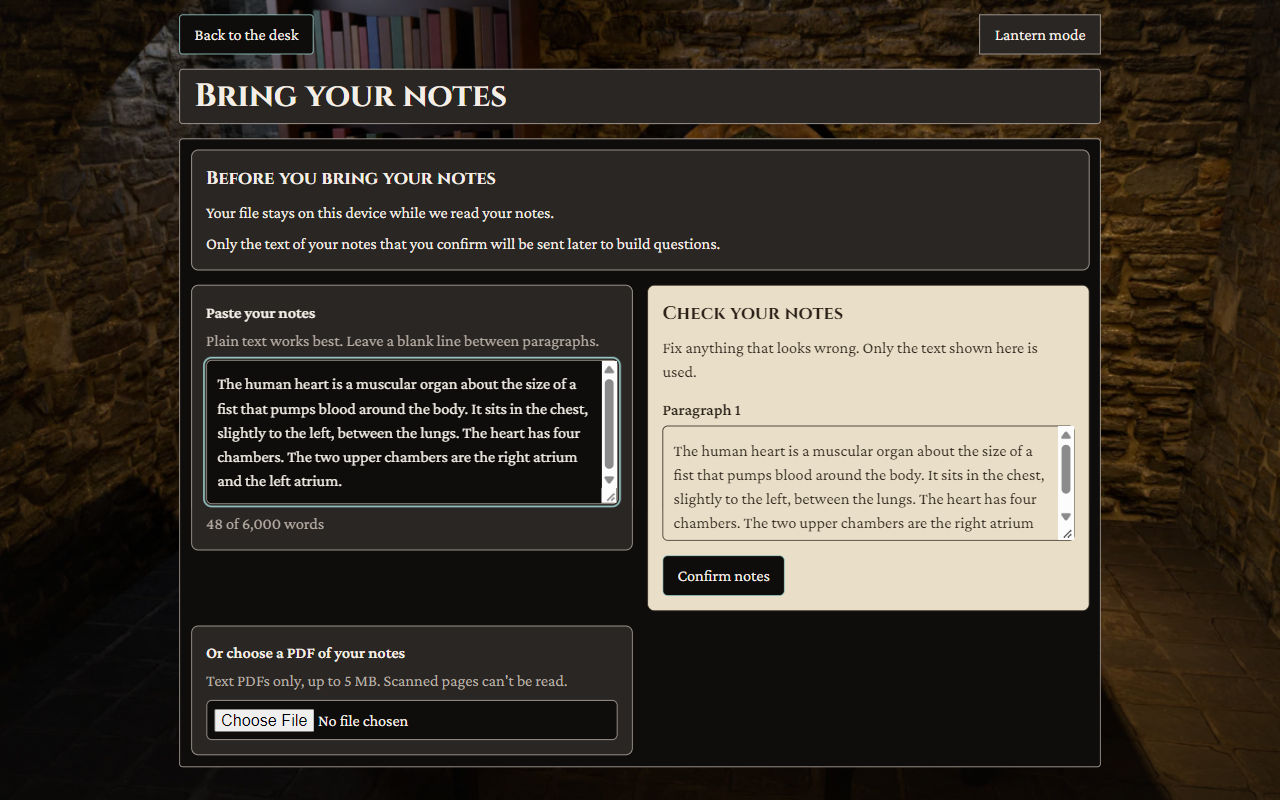 Back to the desk
Lantern mode
Bring your notes
Before you bring your notes
Your file stays on this device while we read your notes.
Only the text of your notes that you confirm will be sent later to build questions.
Paste your notes
Plain text works best. Leave a blank line between paragraphs.
The human heart is a muscular organ about the size of a
fist that pumps blood around the body. It sits in the chest,
slightly to the left, between the lungs. The heart has four
chambers. The two upper chambers are the right atrium
and the left atrium.
48 of 6,000 words
Check your notes
Fix anything that looks wrong. Only the text shown here is
used.
Paragraph 1
The human heart is a muscular organ about the size of a
fist that pumps blood around the body. It sits in the chest,
slightly to the left, between the lungs. The heart has four
chambers. The two upper chambers are the right atrium
Confirm notes
Or choose a PDF of your notes
Text PDFs only, up to 5 MB. Scanned pages can't be read.
Choose File No file chosen